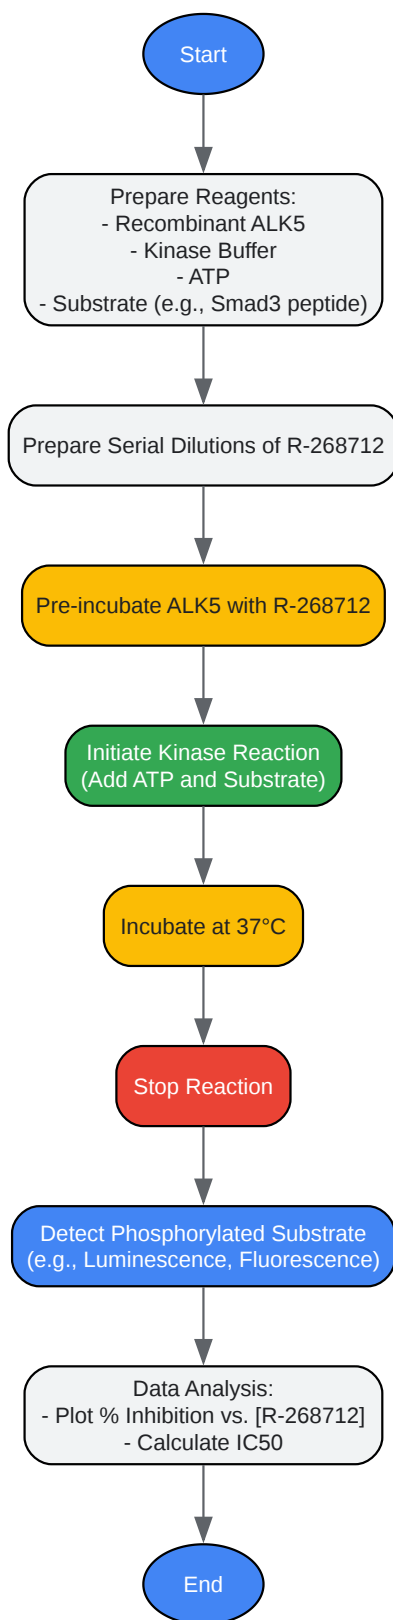 Start
Prepare Reagents:
- Recombinant ALK5
- Kinase Buffer
- ATP
- Substrate (e.g., Smad3 peptide)
Prepare Serial Dilutions of R-268712
Pre-incubate ALK5 with R-268712
Initiate Kinase Reaction
(Add ATP and Substrate)
Incubate at 37°C
Stop Reaction
Detect Phosphorylated Substrate
(e.g., Luminescence, Fluorescence)
Data Analysis:
- Plot % Inhibition vs. [R-268712]
- Calculate IC50
End